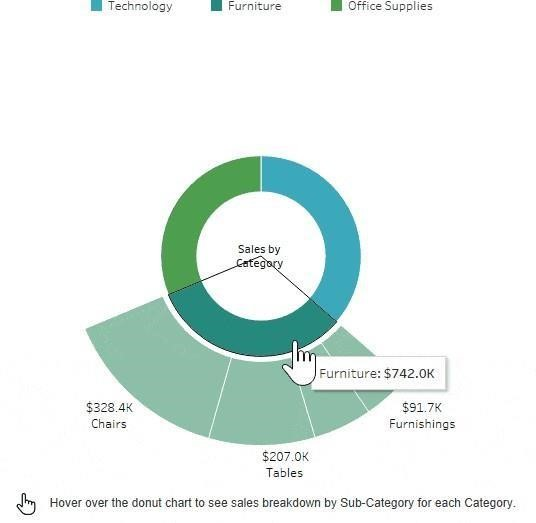 Technology Furniture Office Supplies
Sales by
Category
Furniture: $742.0K
$328.4K
Chairs
$91.7K
Furnishings
$207.0K
Tables
Hover over the donut chart to see sales breakdown by Sub-Category for each Category.